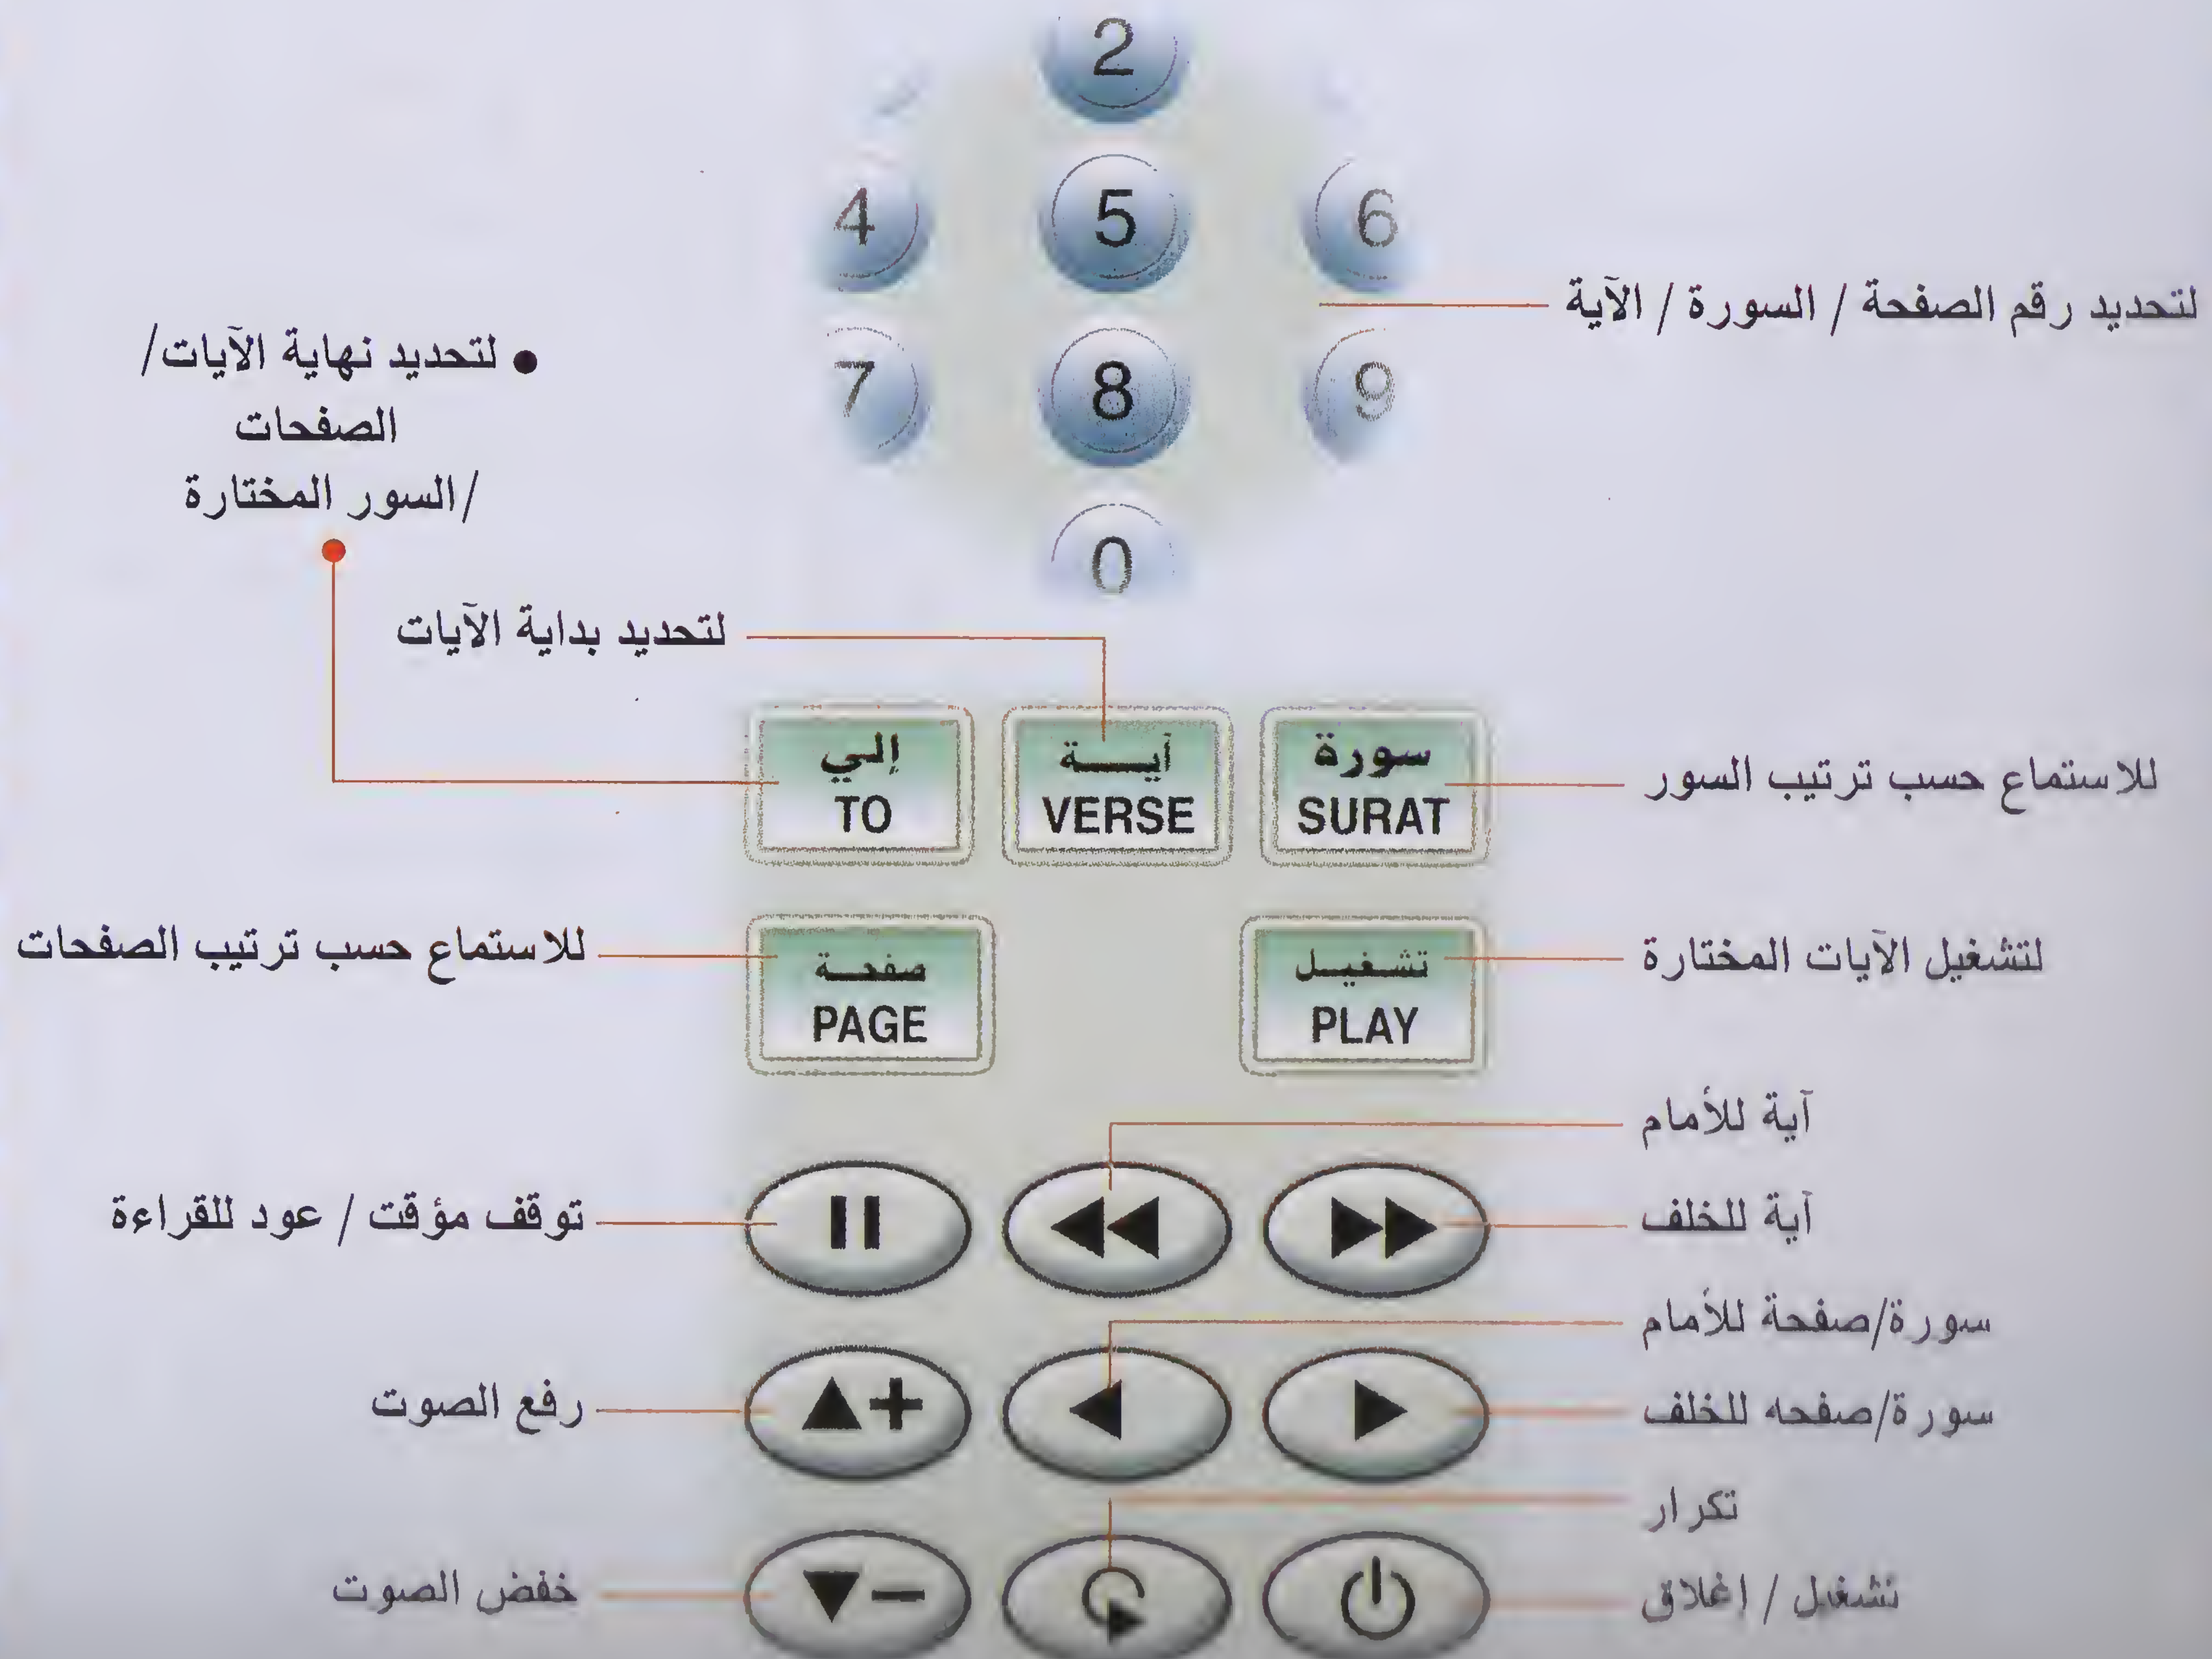 2
4 5 6
لتحديد رقم الصفحة / السورة / الآية
7 8 9
0
● لتحديد نهاية الآيات/
الصفحات
/السور المختارة
لتحديد بداية الآيات
سورة
SURAT
آيــــة
VERSE
إلي
TO
للاستماع حسب ترتيب السور
تشـغيـــل
PLAY
صفحــة
PAGE
لتشغيل الآيات المختارة
للاستماع حسب ترتيب الصفحات
آية للأمام
آية للخلف
توقف مؤقت / عود للقراءة
سورة/صفحة للأمام
سورة/صفحه للخلف
رفع الصوت
+
تكرار
تشغيل / إغلاق
خفض الصوت
−